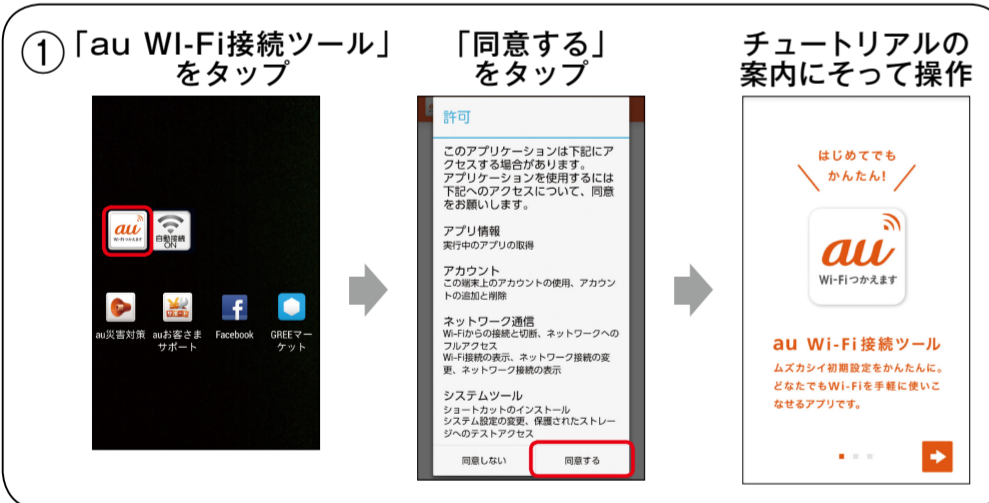 ①「au WI-Fi接続ツール」
をタップ
「同意する」
をタップ
チュートリアルの
案内にそって操作
au
Wi-Fiつかえます
自動接続
ON
au災害対策
auお客さま
サポート
Facebook
GREEマー
ケット
許可
このアプリケーションは下記にア
クセスする場合があります。
アプリケーションを使用するには
下記へのアクセスについて、同意
をお願いします。
アプリ情報
実行中のアプリの取得
アカウント
この端末上のアカウントの使用、アカウン
トの追加と削除
ネットワーク通信
Wi-Fiからの接続と切断、ネットワークへの
フルアクセス
Wi-Fi接続の表示、ネットワーク接続の変
更、ネットワーク接続の表示
システムツール
ショートカットのインストール
システム設定の変更、保護されたストレー
ジへのテストアクセス
同意しない
同意する
はじめてでも
かんたん!
au
Wi-Fiつかえます
au Wi-Fi接続ツール
ムズカシイ初期設定をかんたんに。
どなたでもWi-Fiを手軽に使いこ
なせるアプリです。